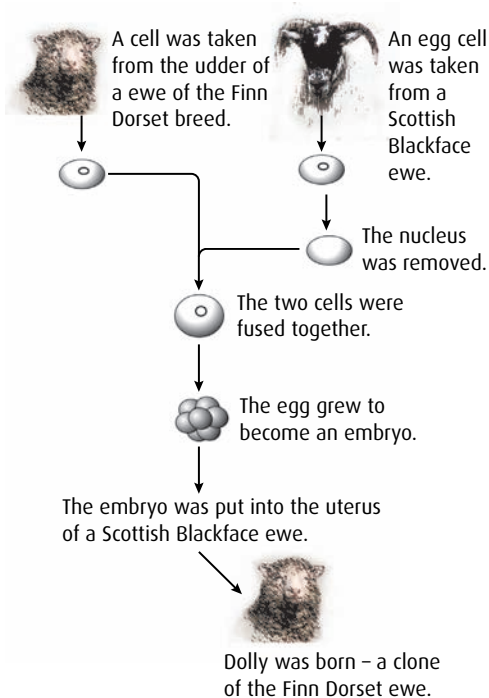 A cell was taken
from the udder of
a ewe of the Finn
Dorset breed.
An egg cell
was taken
from a
Scottish
Blackface
ewe.
The nucleus
was removed.
The two cells were
fused together.
The egg grew to
become an embryo.
The embryo was put into the uterus
of a Scottish Blackface ewe.
Dolly was born – a clone
of the Finn Dorset ewe.